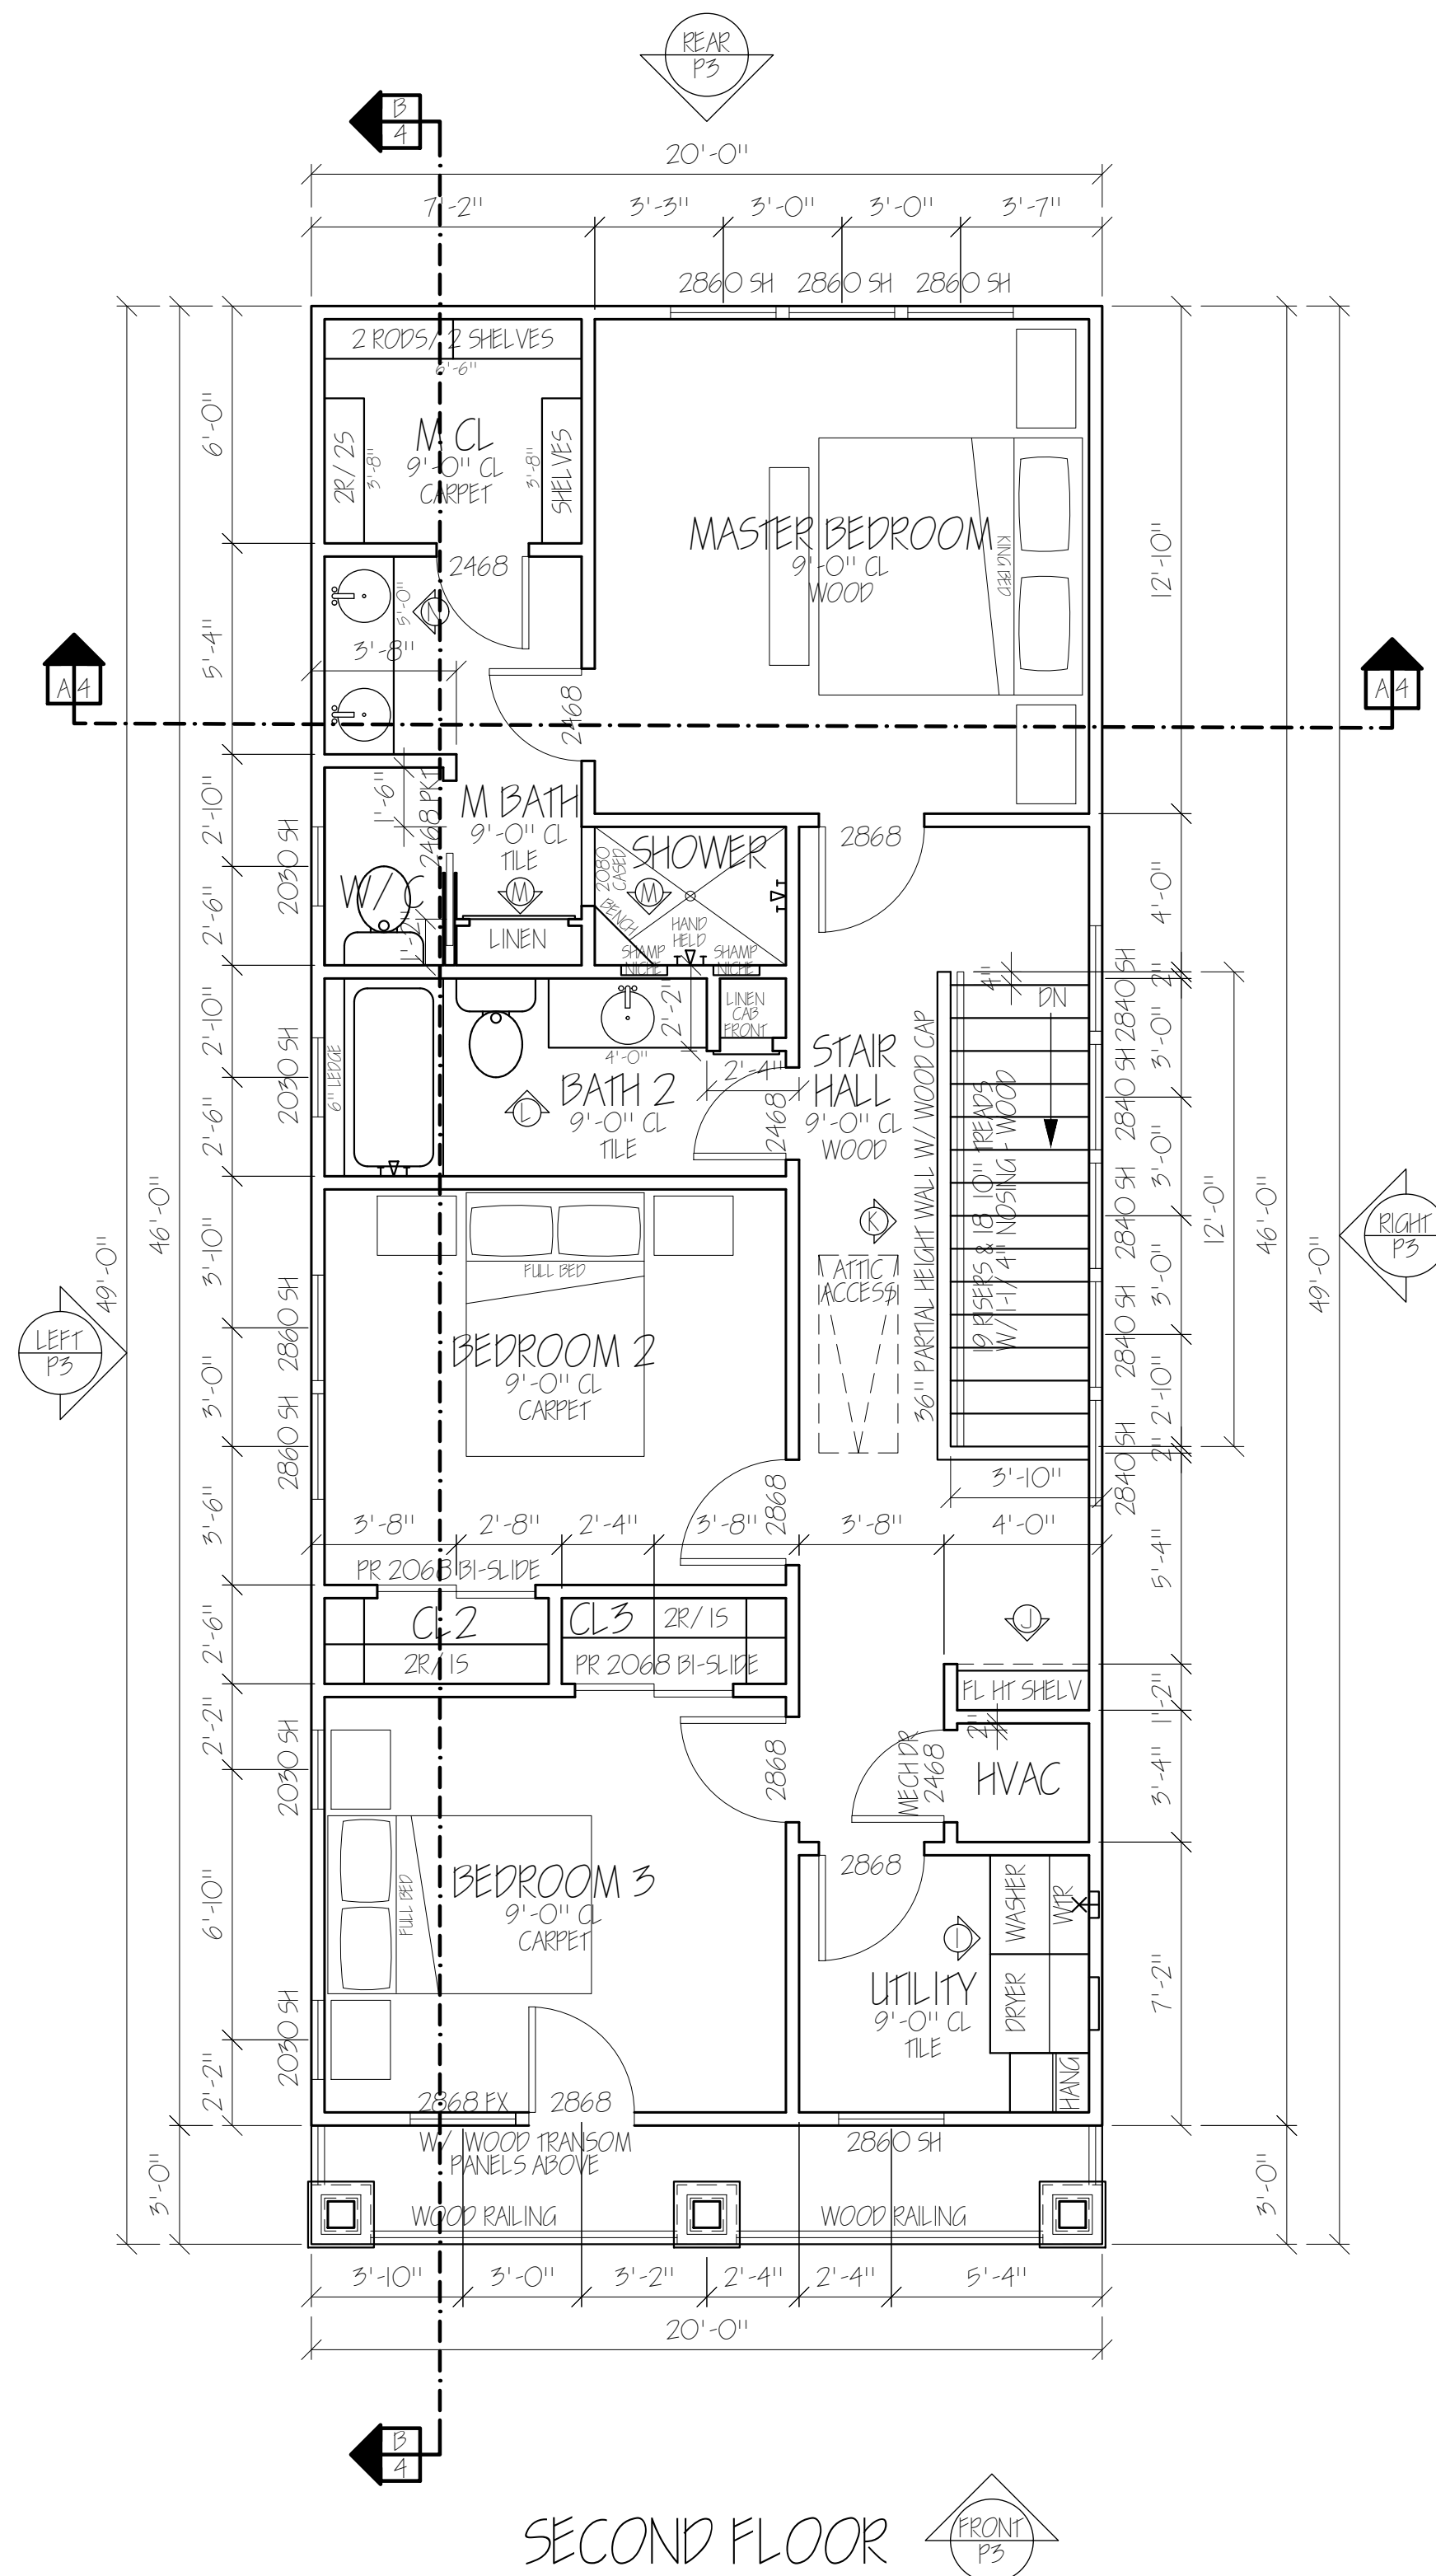 REAR
P3
B
4
20'-0"
7'-2"
3'-3"
3'-0"
3'-0"
3'-7"
2860 SH
2860 SH
2860 SH
2 RODS/ 2 SHELVES
6'-6"
2R/ 2S
3'-8"
M CL
9'-0" CL
CARPET
3'-8"
SHELVES
6'-0"
MASTER BEDROOM
9'-0" CL
WOOD
KING BED
12'-10"
2468
5'-0"
N
3'-8"
5'-4"
2468
A 4
A 4
2'-10"
2030 SH
1'-6"
2468 PKT
M BATH
9'-0" CL
TILE
M
W/C
2'-6"
LINEN
SHOWER
2080
CASED
M
BENCH
HAND
HELD
SHAMP
NICHE
SHAMP
NICHE
2868
4'-0"
2840 SH
2"
4"
DN
2'-10"
2030 SH
6" LEDGE
2'-2"
LINEN
CAB
FRONT
4'-0"
2'-4"
BATH 2
9'-0" CL
TILE
L
2468
STAIR
HALL
9'-0" CL
WOOD
36" PARTIAL HEIGHT WALL W/ WOOD CAP
19 RISERS & 18 10" TREADS
W/ 1-1/4" NOSING - WOOD
3'-0"
2840 SH
3'-0"
2840 SH
12'-0"
3'-0"
2840 SH
2'-10"
2"
2840 SH
2'-6"
46'-0"
49'-0"
46'-0"
49'-0"
LEFT
P3
RIGHT
P3
K
ATTIC
ACCESS
3'-10"
2860 SH
3'-0"
2860 SH
FULL BED
BEDROOM 2
9'-0" CL
CARPET
3'-6"
2868
3'-10"
3'-8"
2'-8"
2'-4"
3'-8"
3'-8"
4'-0"
5'-4"
PR 2068 BI-SLIDE
CL2
2R/ 1S
CL3
2R/ 1S
PR 2068 BI-SLIDE
2'-6"
J
FL HT SHELV
1'-2"
2"
2'-2"
2030 SH
2868
MECH DR
2468
HVAC
3'-4"
6'-10"
FULL BED
BEDROOM 3
9'-0" CL
CARPET
2868
WASHER
WTR
I
DRYER
UTILITY
9'-0" CL
TILE
HANG
7'-2"
2030 SH
2'-2"
2868 FX
2868
W/ WOOD TRANSOM
PANELS ABOVE
2860 SH
3'-0"
3'-0"
WOOD RAILING
WOOD RAILING
3'-10"
3'-0"
3'-2"
2'-4"
2'-4"
5'-4"
20'-0"
B
4
SECOND FLOOR
FRONT
P3